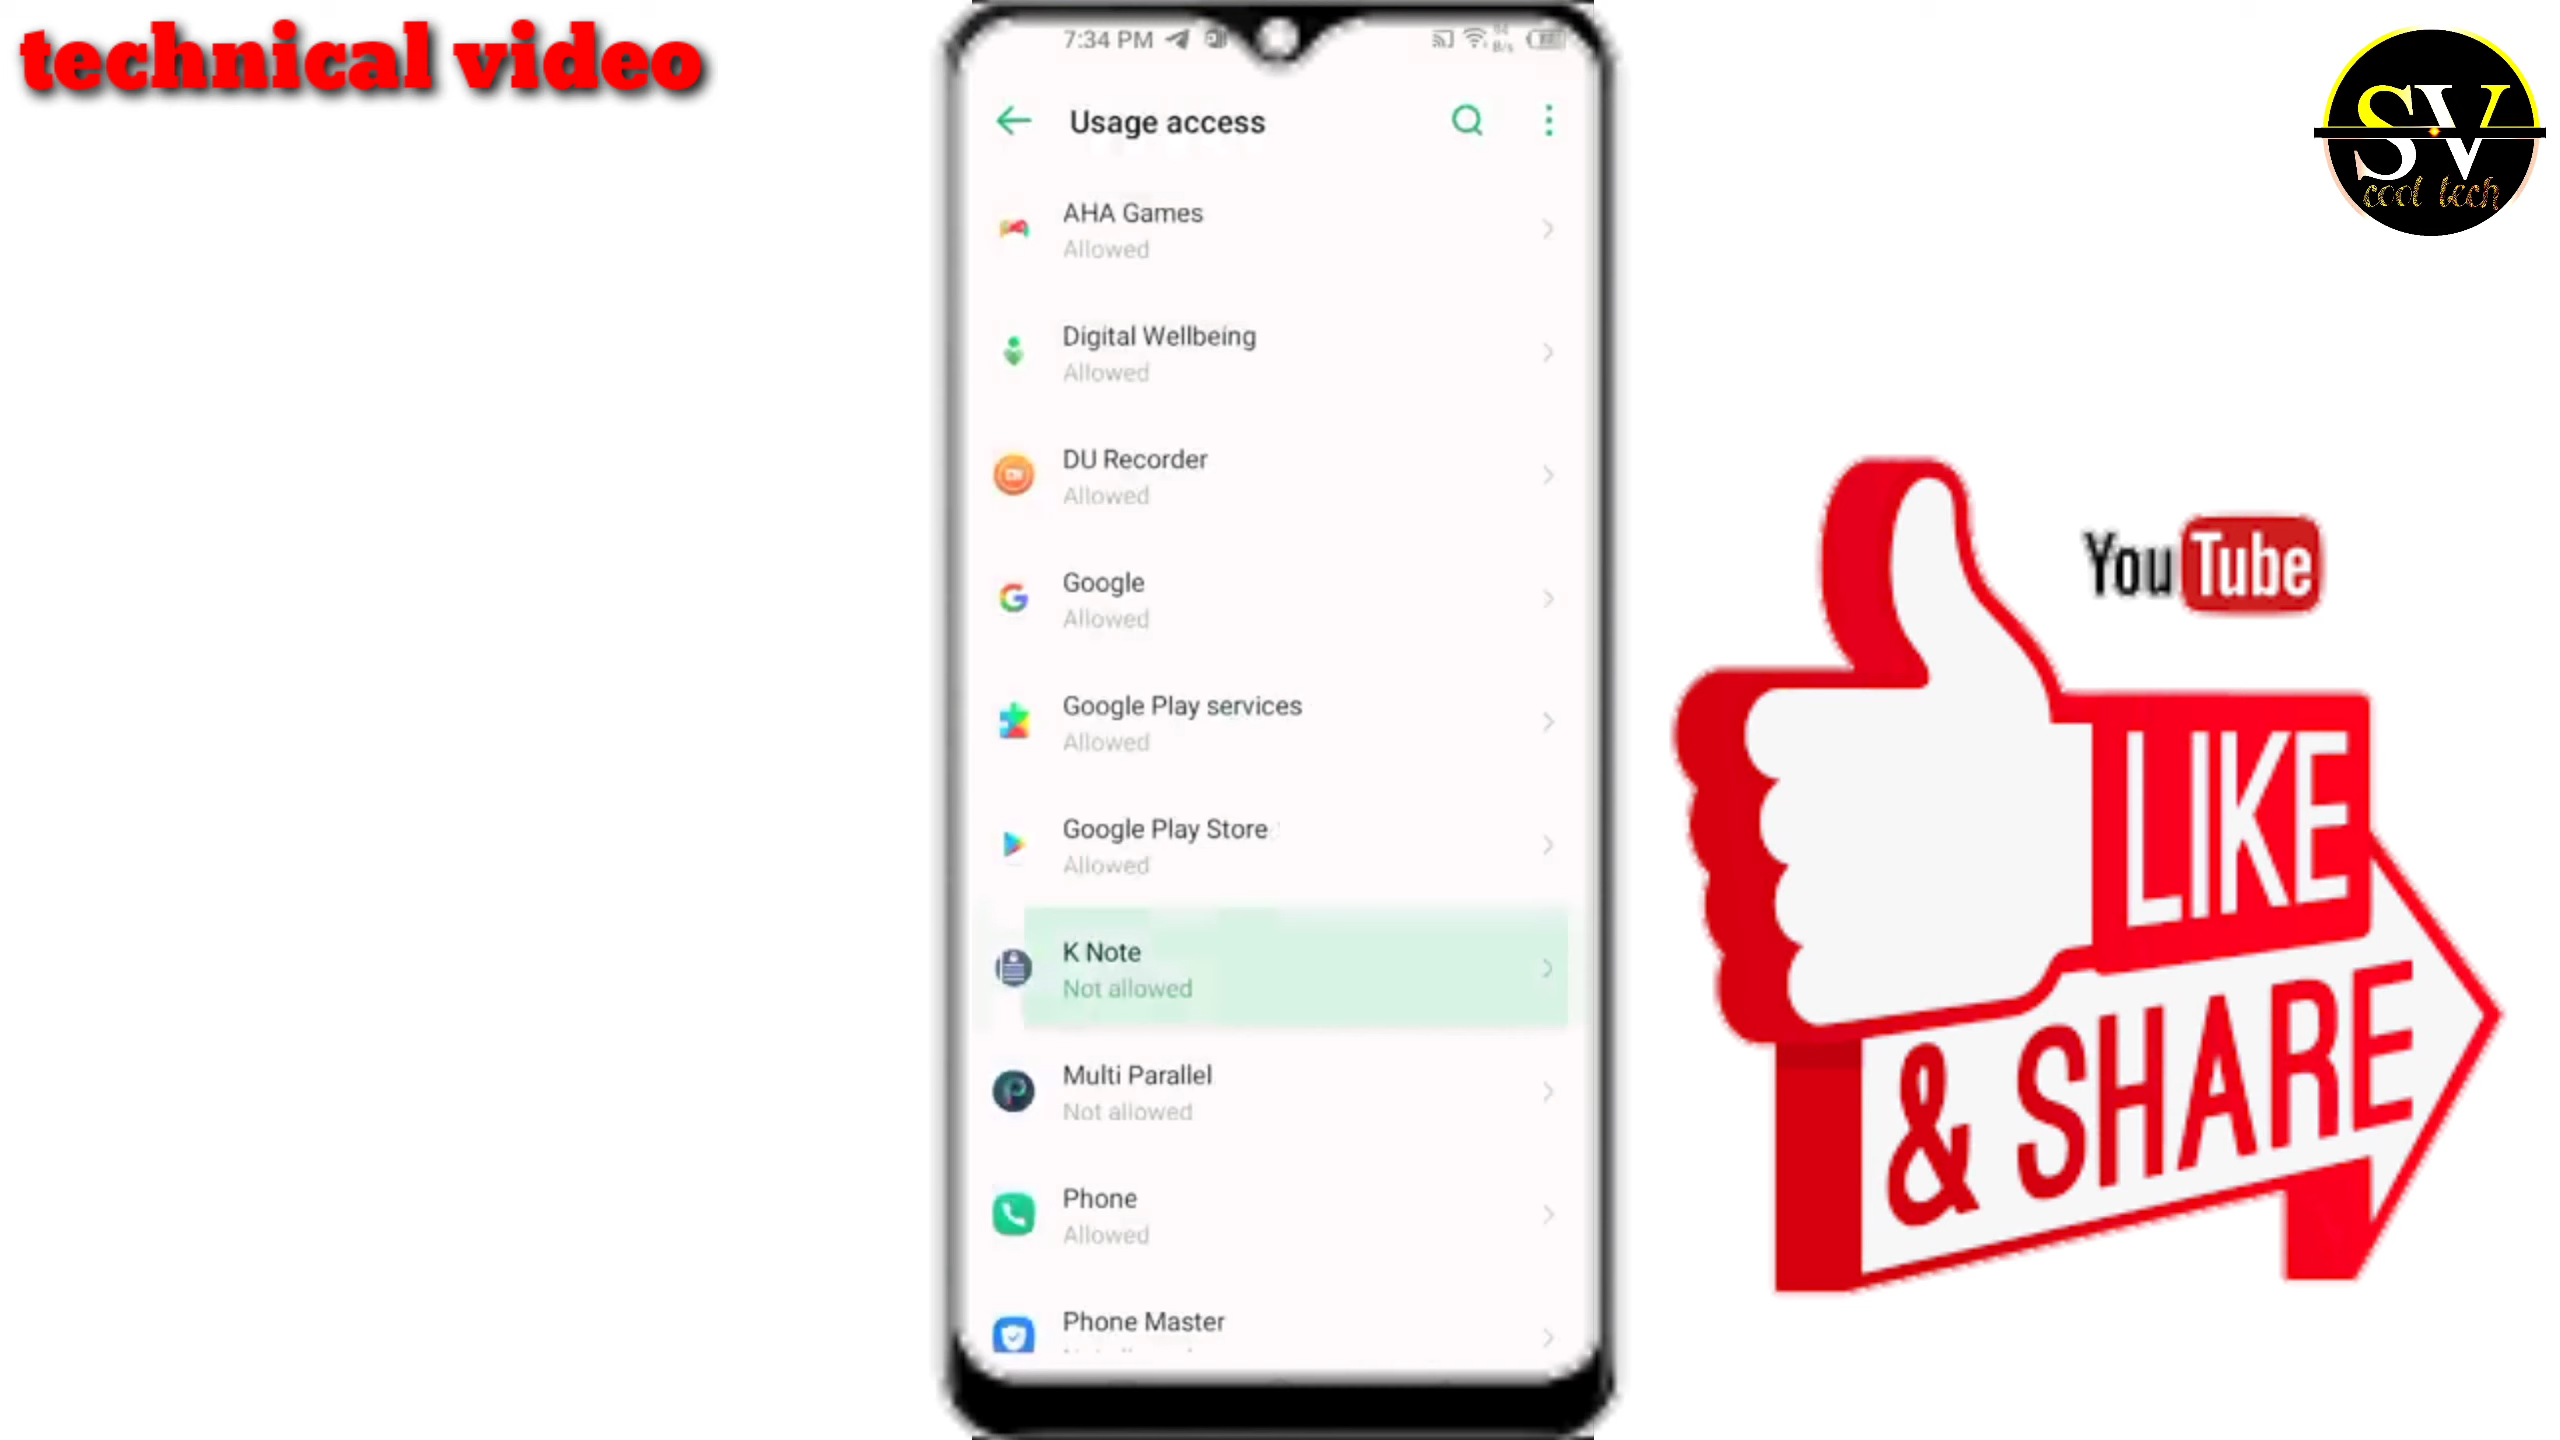 technical video
SV
cool tech
7:34 PM
B/s
Usage access
AHA Games
Allowed
Digital Wellbeing
Allowed
DU Recorder
Allowed
Google
Allowed
Google Play services
Allowed
Google Play Store
Allowed
K Note
Not allowed
Multi Parallel
Not allowed
Phone
Allowed
Phone Master
YouTube
LIKE
& SHARE